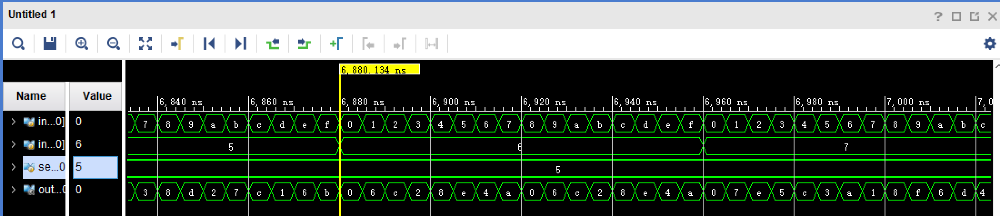 Untitled 1
?
6,880.134 ns
Name Value
6,840 ns 6,860 ns 6,880 ns 6,900 ns 6,920 ns 6,940 ns 6,960 ns 6,980 ns 7,000 ns 7,0
in...0] 0 7 8 9 a b c d e f 0 1 2 3 4 5 6 7 8 9 a b c d e f 0 1 2 3 4 5 6 7 8 9 a b c
in...0] 6 5 6 7
se...0 5 5
out...0 0 3 8 d 2 7 c 1 6 b 0 6 c 2 8 e 4 a 0 6 c 2 8 e 4 a 0 7 e 5 c 3 a 1 8 f 6 d 4